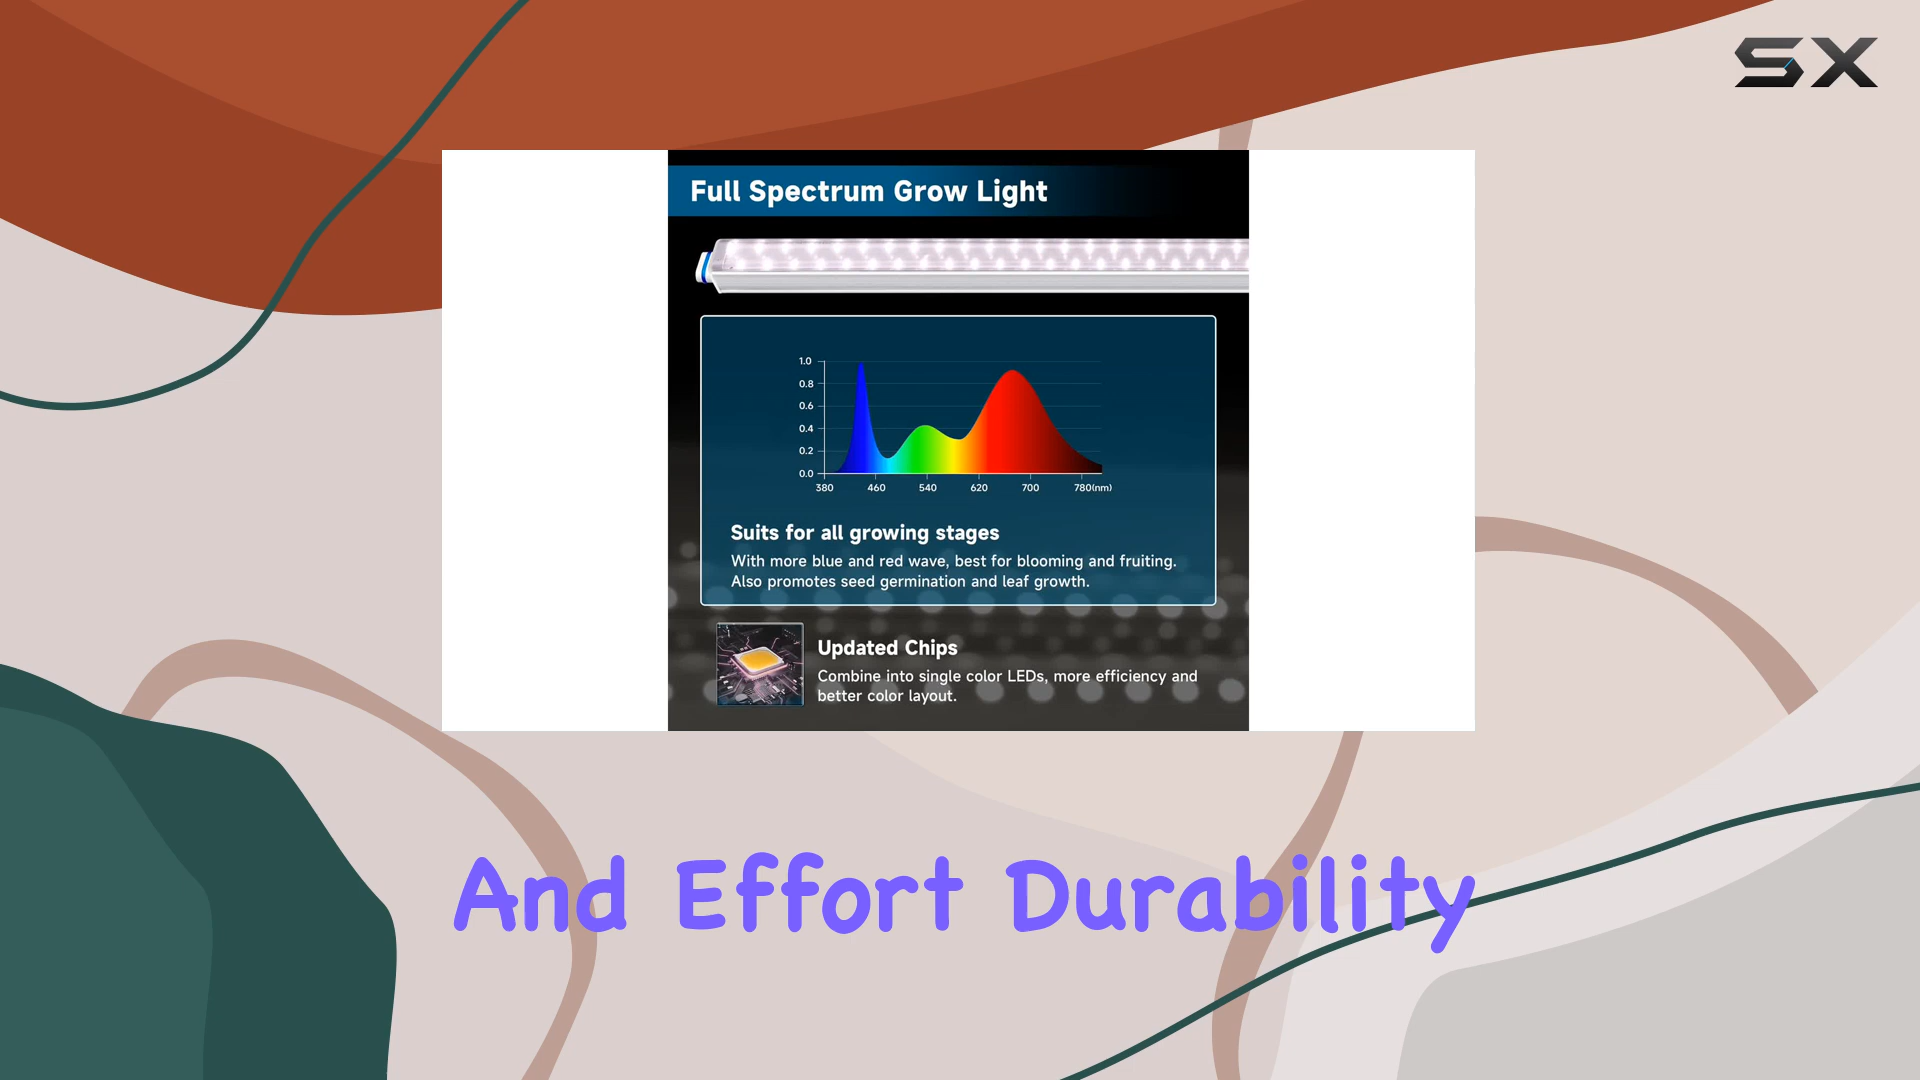 SX
Full Spectrum Grow Light
1.0
0.8
0.6
0.4
0.2
0.0
380 460 540 620 700 780(nm)
Suits for all growing stages
With more blue and red wave, best for blooming and fruiting.
Also promotes seed germination and leaf growth.
Updated Chips
Combine into single color LEDs, more efficiency and
better color layout.
And Effort Durability